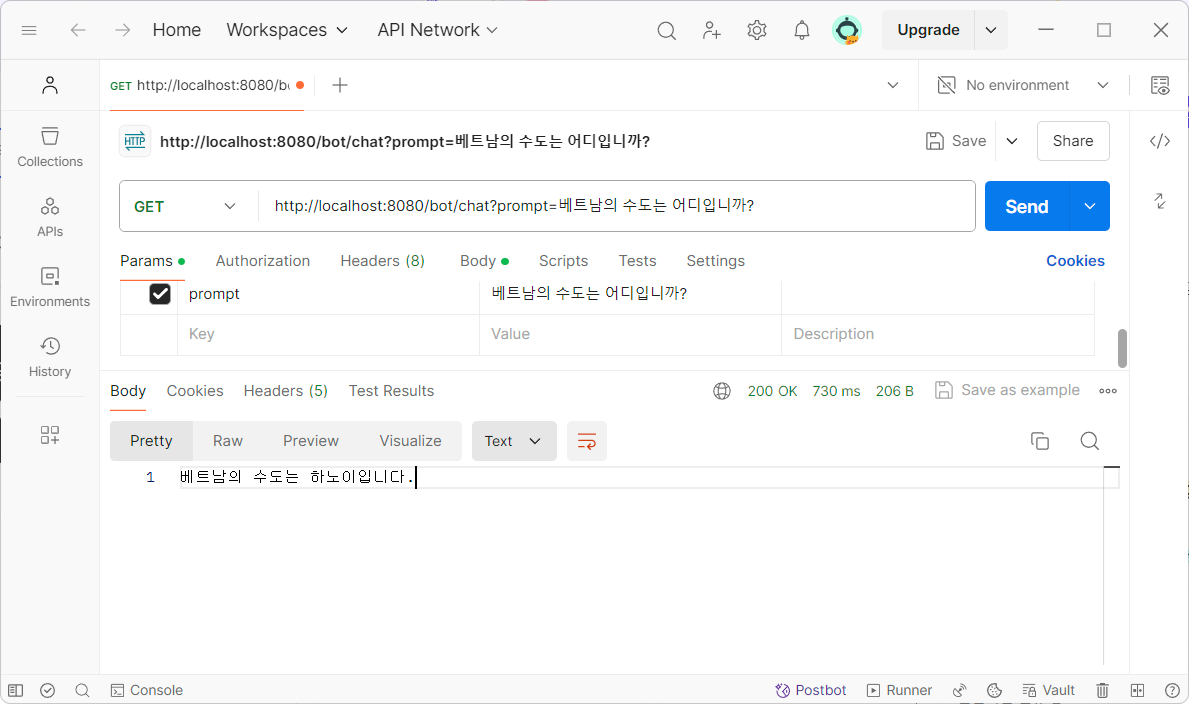 Home Workspaces API Network Upgrade
GET http://localhost:8080/b No environment
HTTP http://localhost:8080/bot/chat?prompt=베트남의 수도는 어디입니까? Save Share
Collections
GET http://localhost:8080/bot/chat?prompt=베트남의 수도는 어디입니까? Send
APIs
Params Authorization Headers (8) Body Scripts Tests Settings Cookies
prompt 베트남의 수도는 어디입니까?
Environments
Key Value Description
History
Body Cookies Headers (5) Test Results 200 OK 730 ms 206 B Save as example
Pretty Raw Preview Visualize Text
1 베트남의 수도는 하노이입니다.
Console Postbot Runner Vault